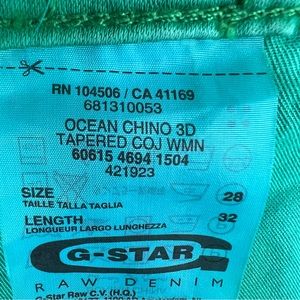 RN 104506 / CA 41169
681310053
OCEAN CHINO 3D
TAPERED COJ WMN
60615 4694 1504
421923
SIZE 28
TAILLE TALLA TAGLIA
LENGTH 32
LONGUEUR LARGO LUNGHEZZA
G-STAR
RAW DENIM
G-Star Raw C.V. (H.Q.)